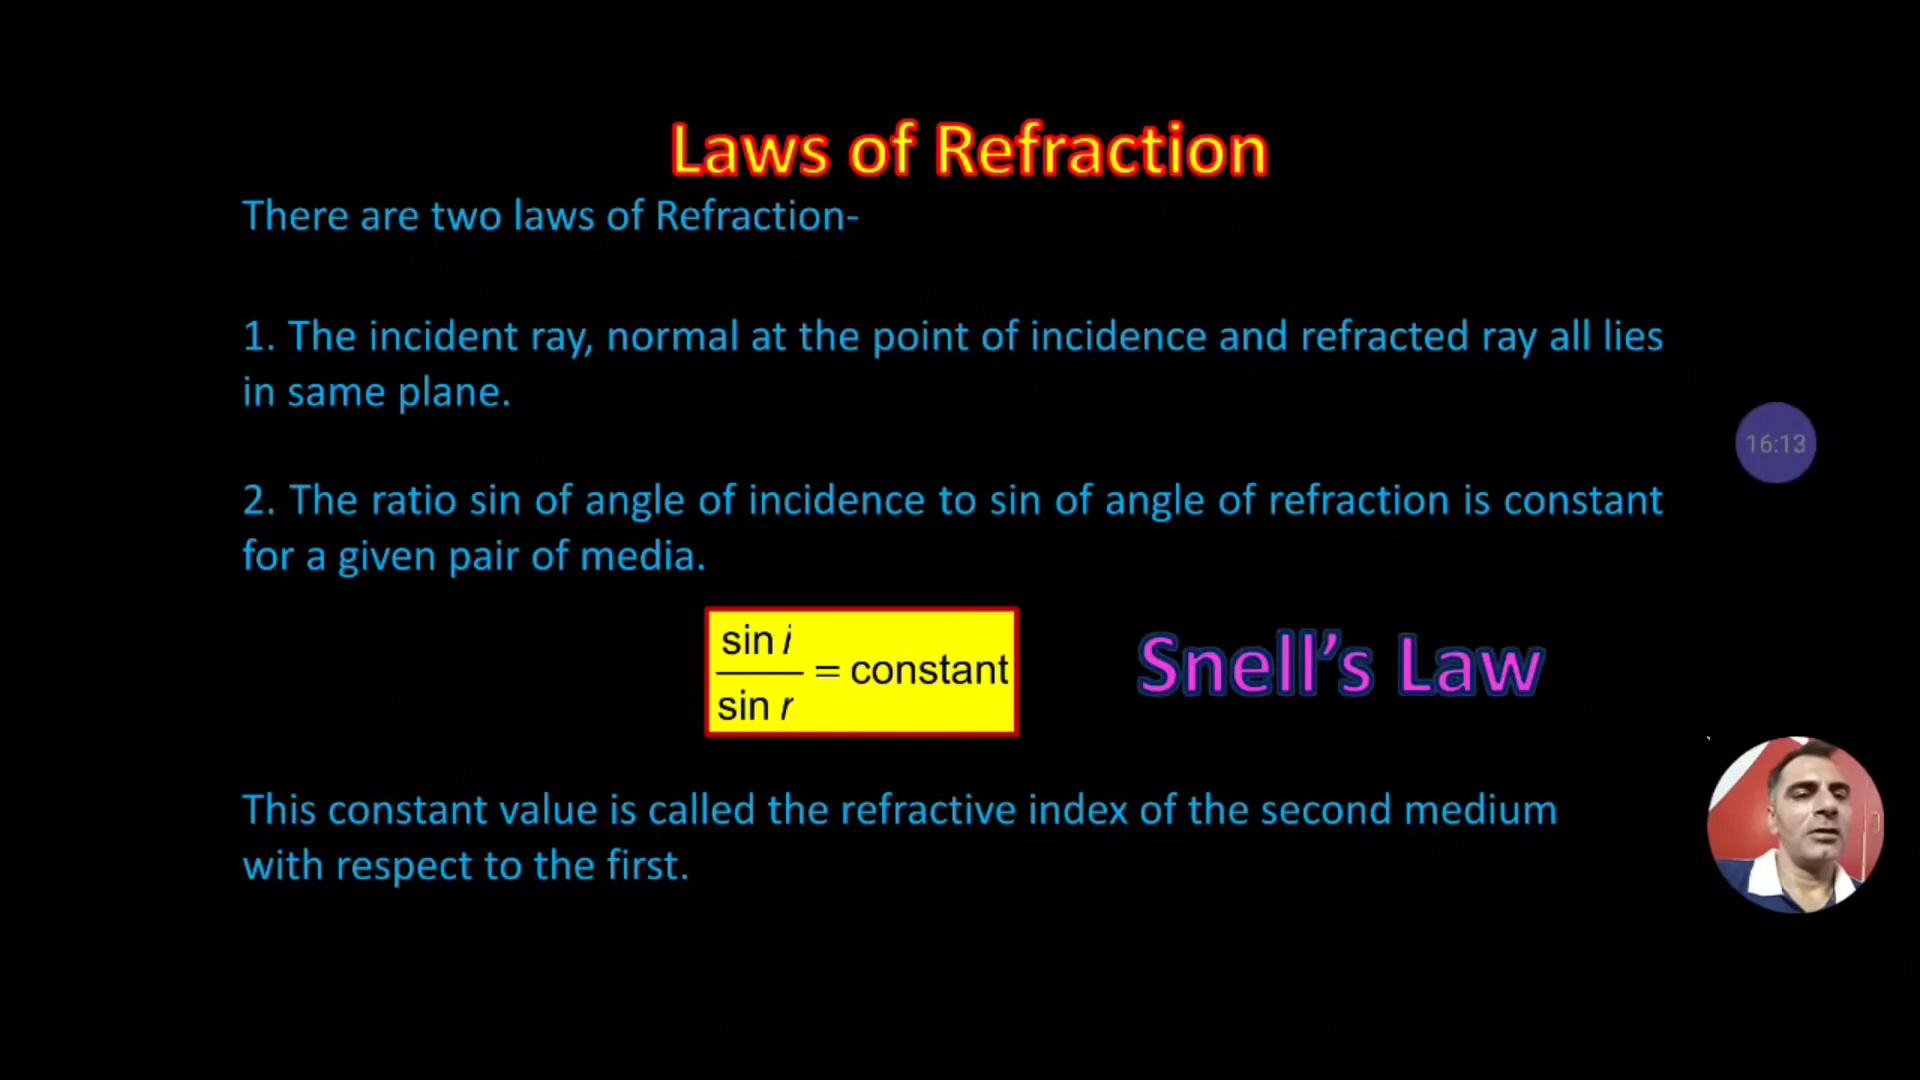 Laws of Refraction
There are two laws of Refraction-
1. The incident ray, normal at the point of incidence and refracted ray all lies
in same plane.
16:13
2. The ratio sin of angle of incidence to sin of angle of refraction is constant
for a given pair of media.
sin i
/ sin r = constant
Snell’s Law
This constant value is called the refractive index of the second medium
with respect to the first.